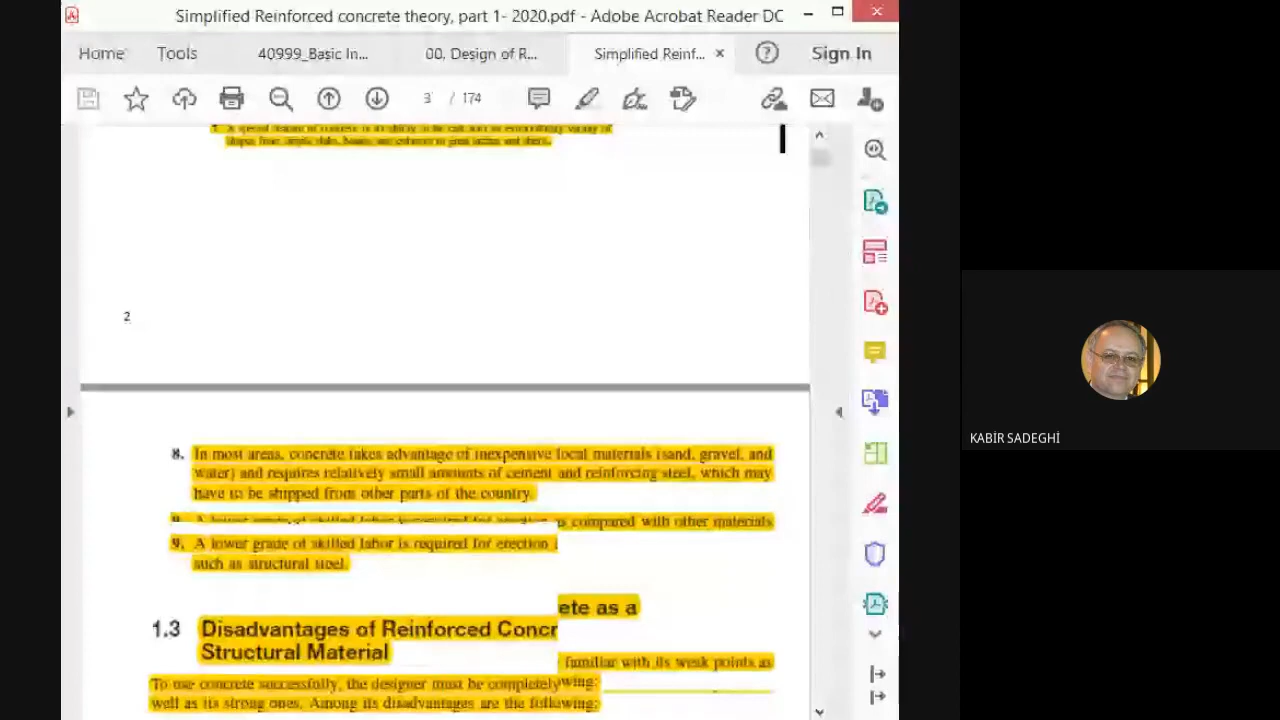 Simplified Reinforced concrete theory, part 1- 2020.pdf - Adobe Acrobat Reader DC
Home Tools 40999_Basic In... 00. Design of R... Simplified Reinf... × ? Sign In
3 / 174
2
8. In most areas, concrete takes advantage of inexpensive local materials (sand, gravel, and
water) and requires relatively small amounts of cement and reinforcing steel, which may
have to be shipped from other parts of the country.
as compared with other materials
9. A lower grade of skilled labor is required for erection
such as structural steel.
ete as a
1.3 Disadvantages of Reinforced Concr
Structural Material
familiar with its weak points as
To use concrete successfully, the designer must be completely
well as its strong ones. Among its disadvantages are the following:
KABİR SADEGHİ